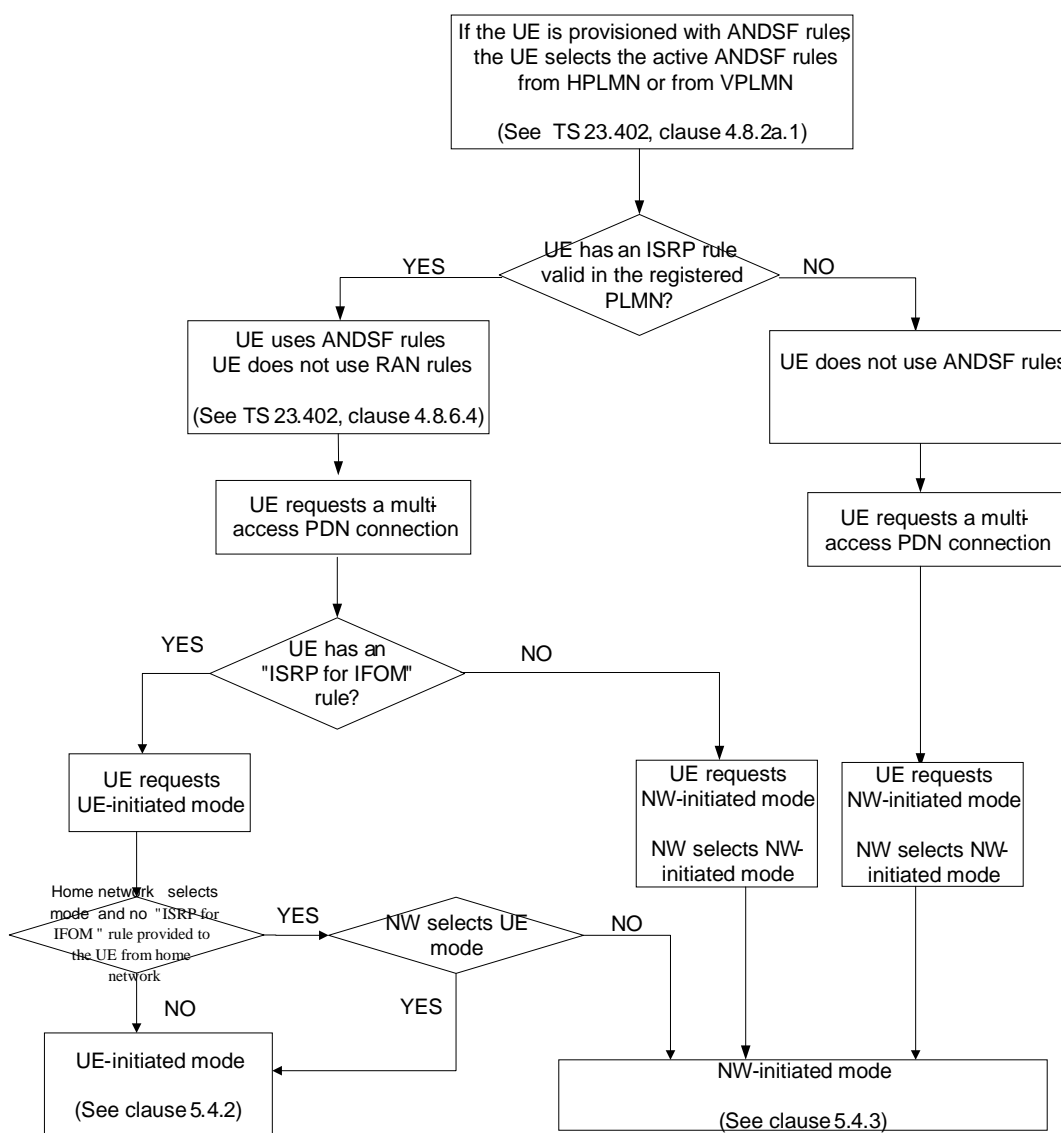 If the UE is provisioned with ANDSF rules,
the UE selects the active ANDSF rules
from HPLMN or from VPLMN
(See TS 23.402, clause 4.8.2a.1)
UE has an ISRP rule
valid in the registered
PLMN?
YES
NO
UE uses ANDSF rules
UE does not use RAN rules
(See TS 23.402, clause 4.8.6.4)
UE does not use ANDSF rules
UE requests a multi-
access PDN connection
UE requests a multi-
access PDN connection
UE has an
"ISRP for IFOM"
rule?
YES
NO
UE requests
UE-initiated mode
UE requests
NW-initiated mode
NW selects NW-
initiated mode
UE requests
NW-initiated mode
NW selects NW-
initiated mode
Home network selects
mode and no "ISRP for
IFOM " rule provided to
the UE from home
network
YES
NW selects UE
mode
NO
NO
YES
UE-initiated mode
(See clause 5.4.2)
NW-initiated mode
(See clause 5.4.3)